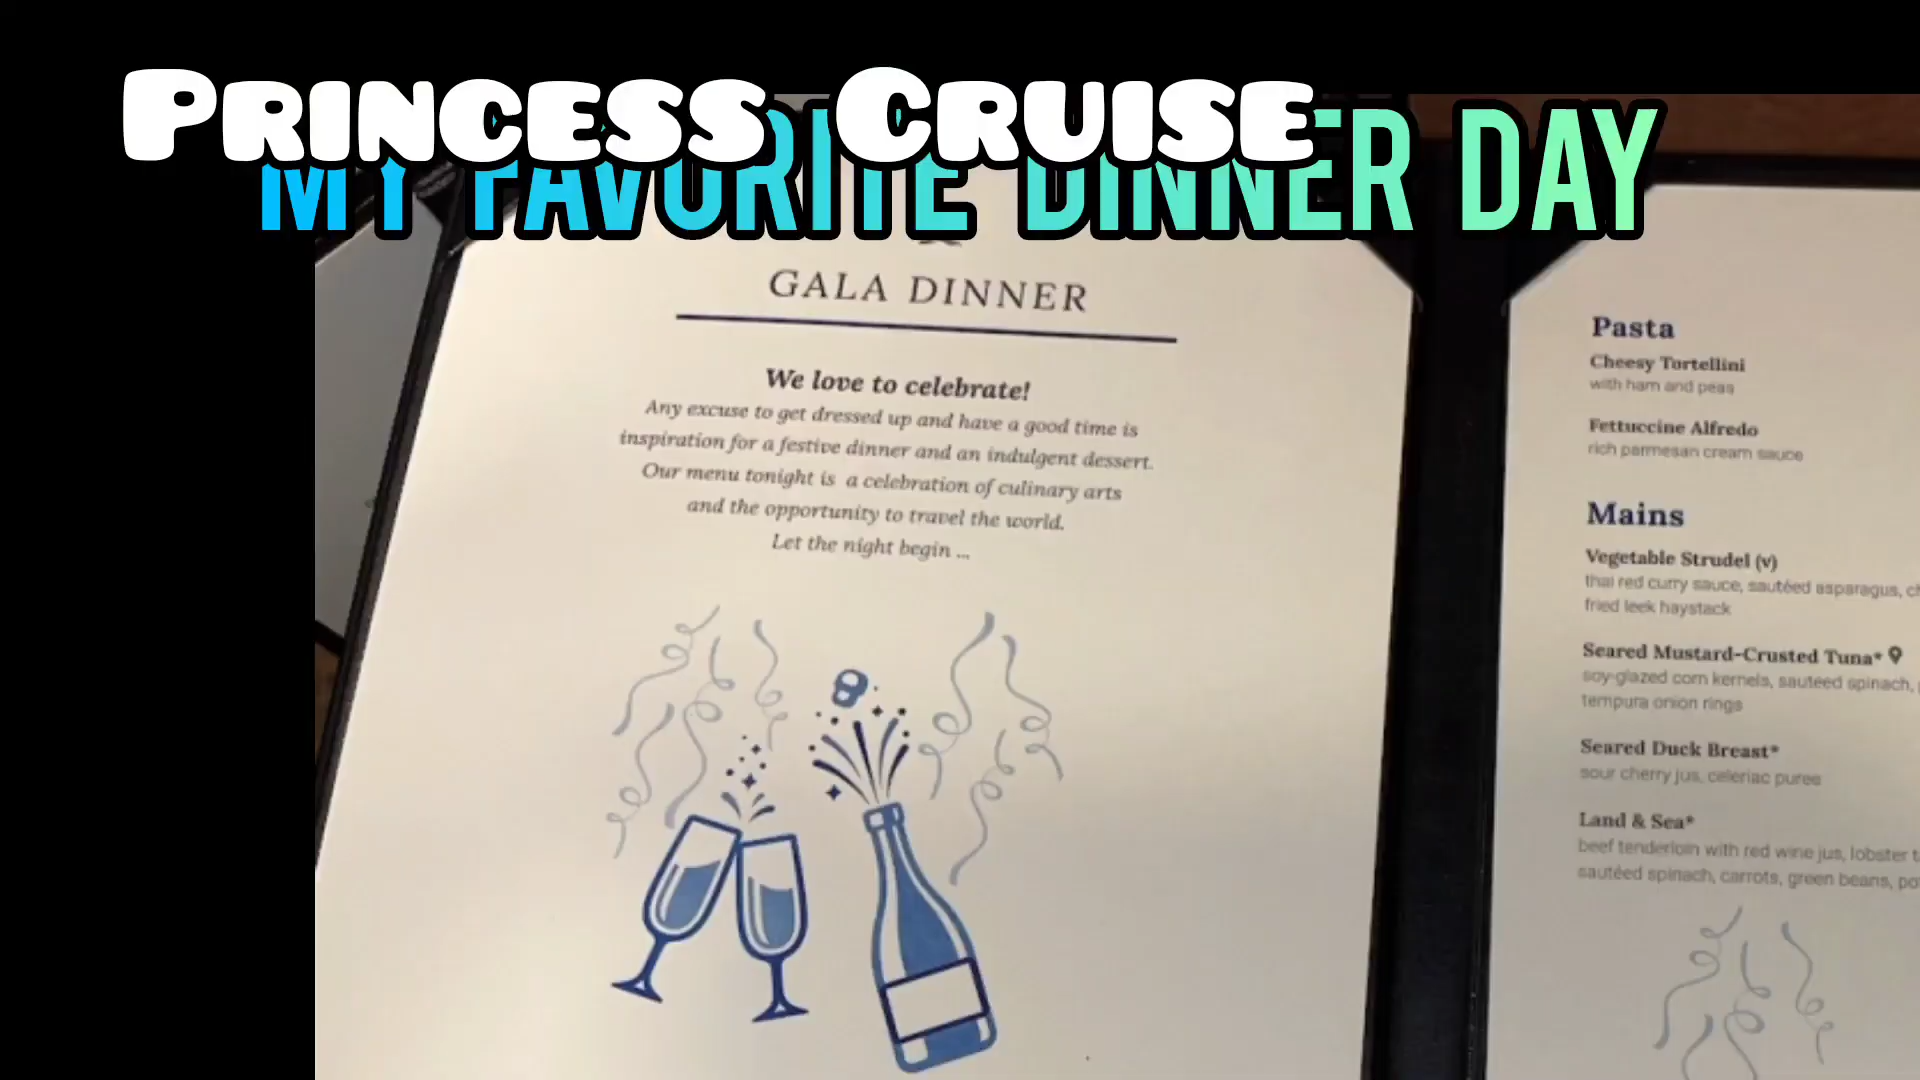 Princess Cruise
MY FAVORITE DINNER DAY
GALA DINNER
We love to celebrate!
Any excuse to get dressed up and have a good time is
inspiration for a festive dinner and an indulgent dessert.
Our menu tonight is a celebration of culinary arts
and the opportunity to travel the world.
Let the night begin ...
Pasta
Cheesy Tortellini
with ham and peas
Fettuccine Alfredo
rich parmesan cream sauce
Mains
Vegetable Strudel (v)
thai red curry sauce, sautéed asparagus,
fried leek haystack
Seared Mustard-Crusted Tuna*
soy-glazed corn kernels, sauteed spinach,
tempura onion rings
Seared Duck Breast*
sour cherry jus, celeriac puree
Land & Sea*
beef tenderloin with red wine jus, lobster
sautéed spinach, carrots, green beans,